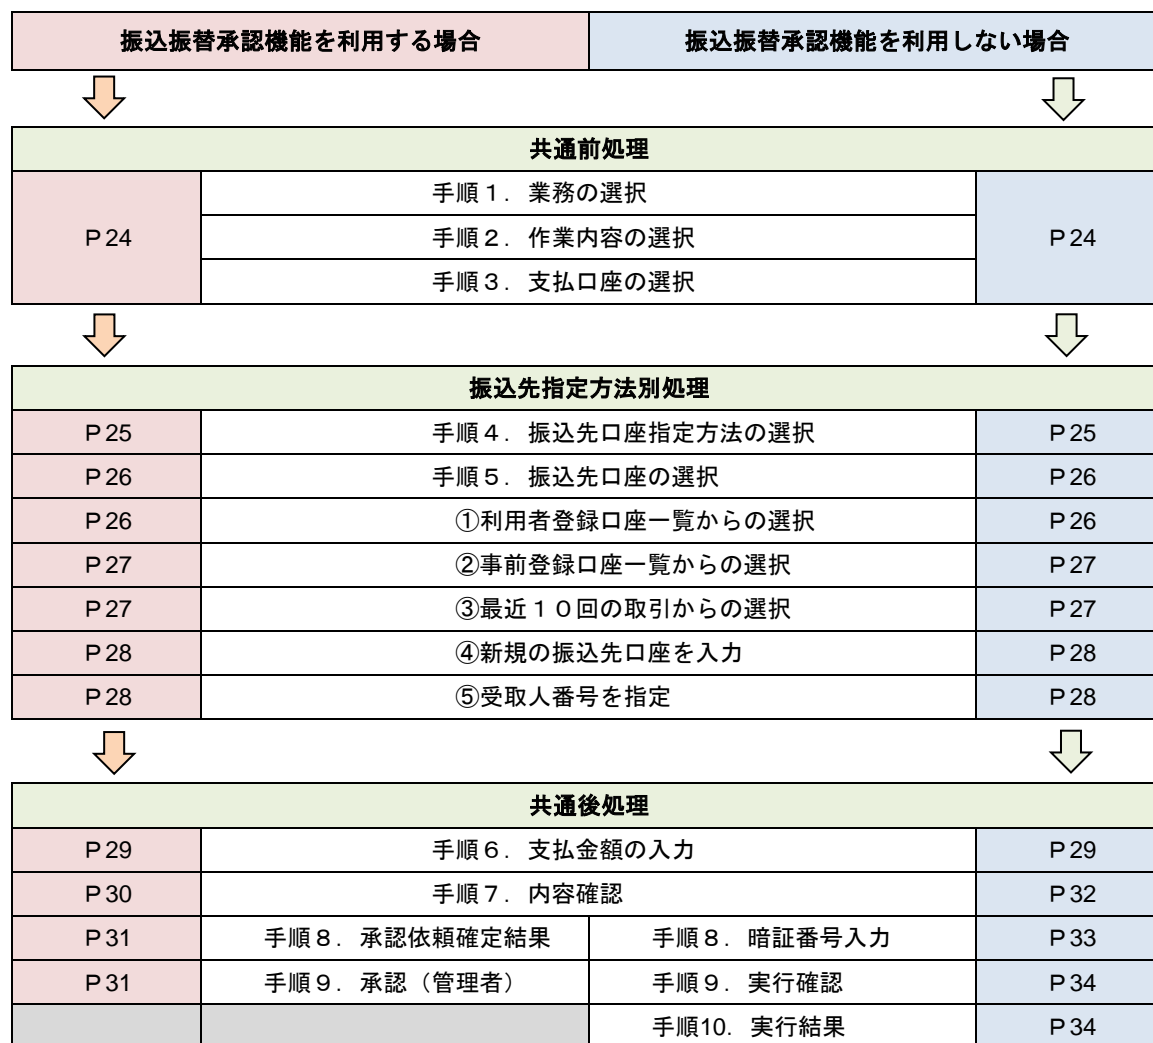 振込振替承認機能を利用する場合 振込振替承認機能を利用しない場合
共通前処理
手順１．業務の選択
P24 手順２．作業内容の選択 P24
手順３．支払口座の選択
振込先指定方法別処理
P25 手順４．振込先口座指定方法の選択 P25
P26 手順５．振込先口座の選択 P26
P26 ①利用者登録口座一覧からの選択 P26
P27 ②事前登録口座一覧からの選択 P27
P27 ③最近１０回の取引からの選択 P27
P28 ④新規の振込先口座を入力 P28
P28 ⑤受取人番号を指定 P28
共通後処理
P29 手順６．支払金額の入力 P29
P30 手順７．内容確認 P32
P31 手順８．承認依頼確定結果 手順８．暗証番号入力 P33
P31 手順９．承認（管理者） 手順９．実行確認 P34
手順10．実行結果 P34